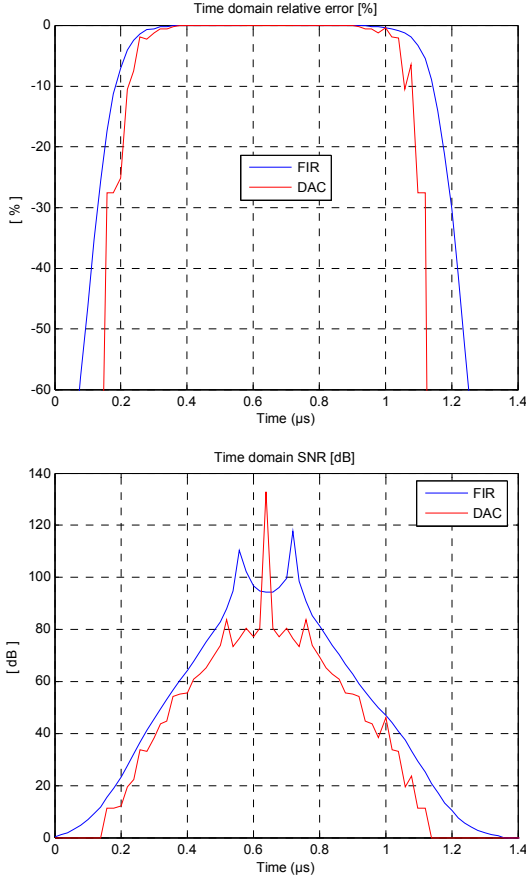 Time domain relative error [%]
0
-10
-20
-30
-40
-50
-60
[ % ]
FIR
DAC
0 0.2 0.4 0.6 0.8 1 1.2 1.4
Time (µs)
Time domain SNR [dB]
140
120
100
80
60
40
20
0
[ dB ]
FIR
DAC
0 0.2 0.4 0.6 0.8 1 1.2 1.4
Time (µs)